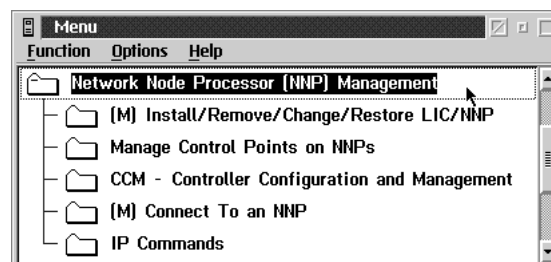 Menu
Function Options Help
Network Node Processor (NNP) Management
(M) Install/Remove/Change/Restore LIC/NNP
Manage Control Points on NNPs
CCM - Controller Configuration and Management
(M) Connect To an NNP
IP Commands